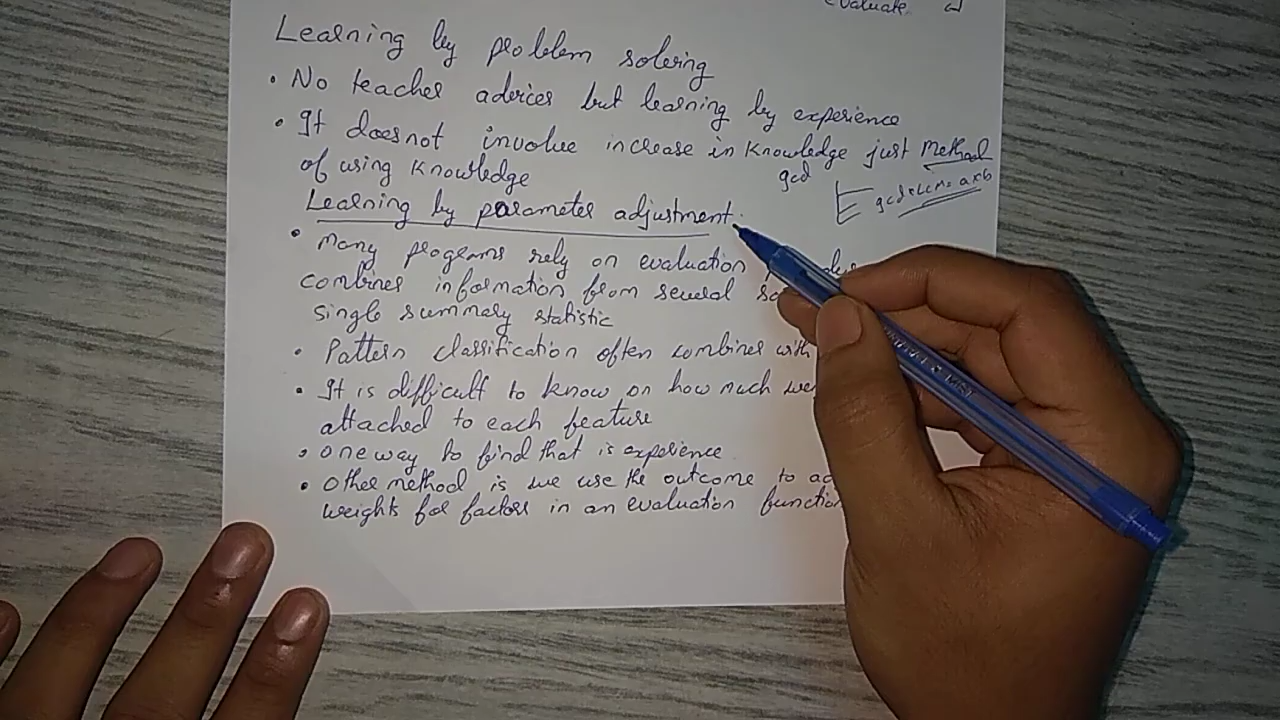 evaluate
Learning by problem solving
• No teacher advices but learning by experience
• It doesnot involve increase in knowledge just method
of using knowledge
gcd
gcd*LCM= a×b
Learning by parameter adjustment.
• Many programs rely on evaluation
combines information from several
single summary statistic
• Pattern classification often combines with
• It is difficult to know on how much
attached to each feature
• one way to find that is experience
• Other method is we use the outcome to
weights for factors in an evaluation function